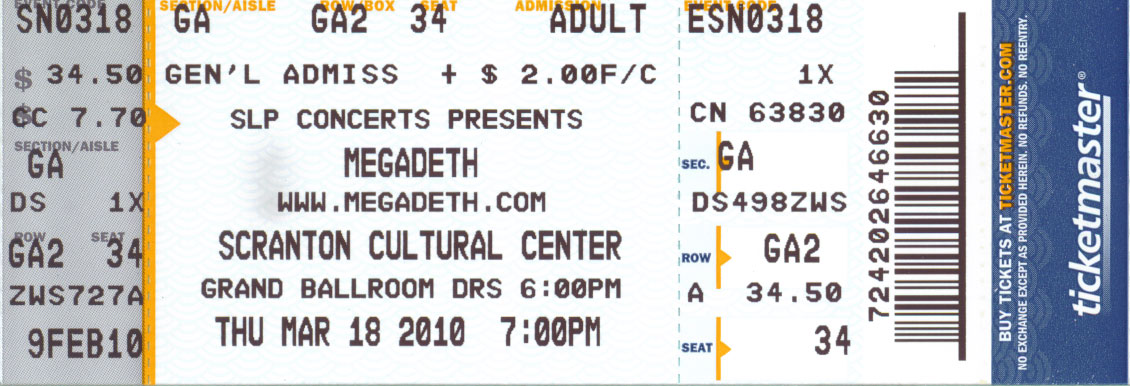 EVENT CODE
SN0318
$ 34.50
CC 7.70
SECTION/AISLE
GA
DS 1X
ROW SEAT
GA2 34
ZWS727A
9FEB10
SECTION/AISLE ROW/BOX SEAT ADMISSION
GA GA2 34 ADULT
GEN'L ADMISS + $ 2.00F/C
SLP CONCERTS PRESENTS
MEGADETH
WWW.MEGADETH.COM
SCRANTON CULTURAL CENTER
GRAND BALLROOM DRS 6:00PM
THU MAR 18 2010 7:00PM
EVENT CODE
ESN0318
1X
CN 63830
SEC. GA
DS498ZWS
ROW GA2
A 34.50
SEAT 34
724202646630
BUY TICKETS AT TICKETMASTER.COM
NO EXCHANGE EXCEPT AS PROVIDED HEREIN. NO REFUNDS. NO REENTRY.
ticketmaster®